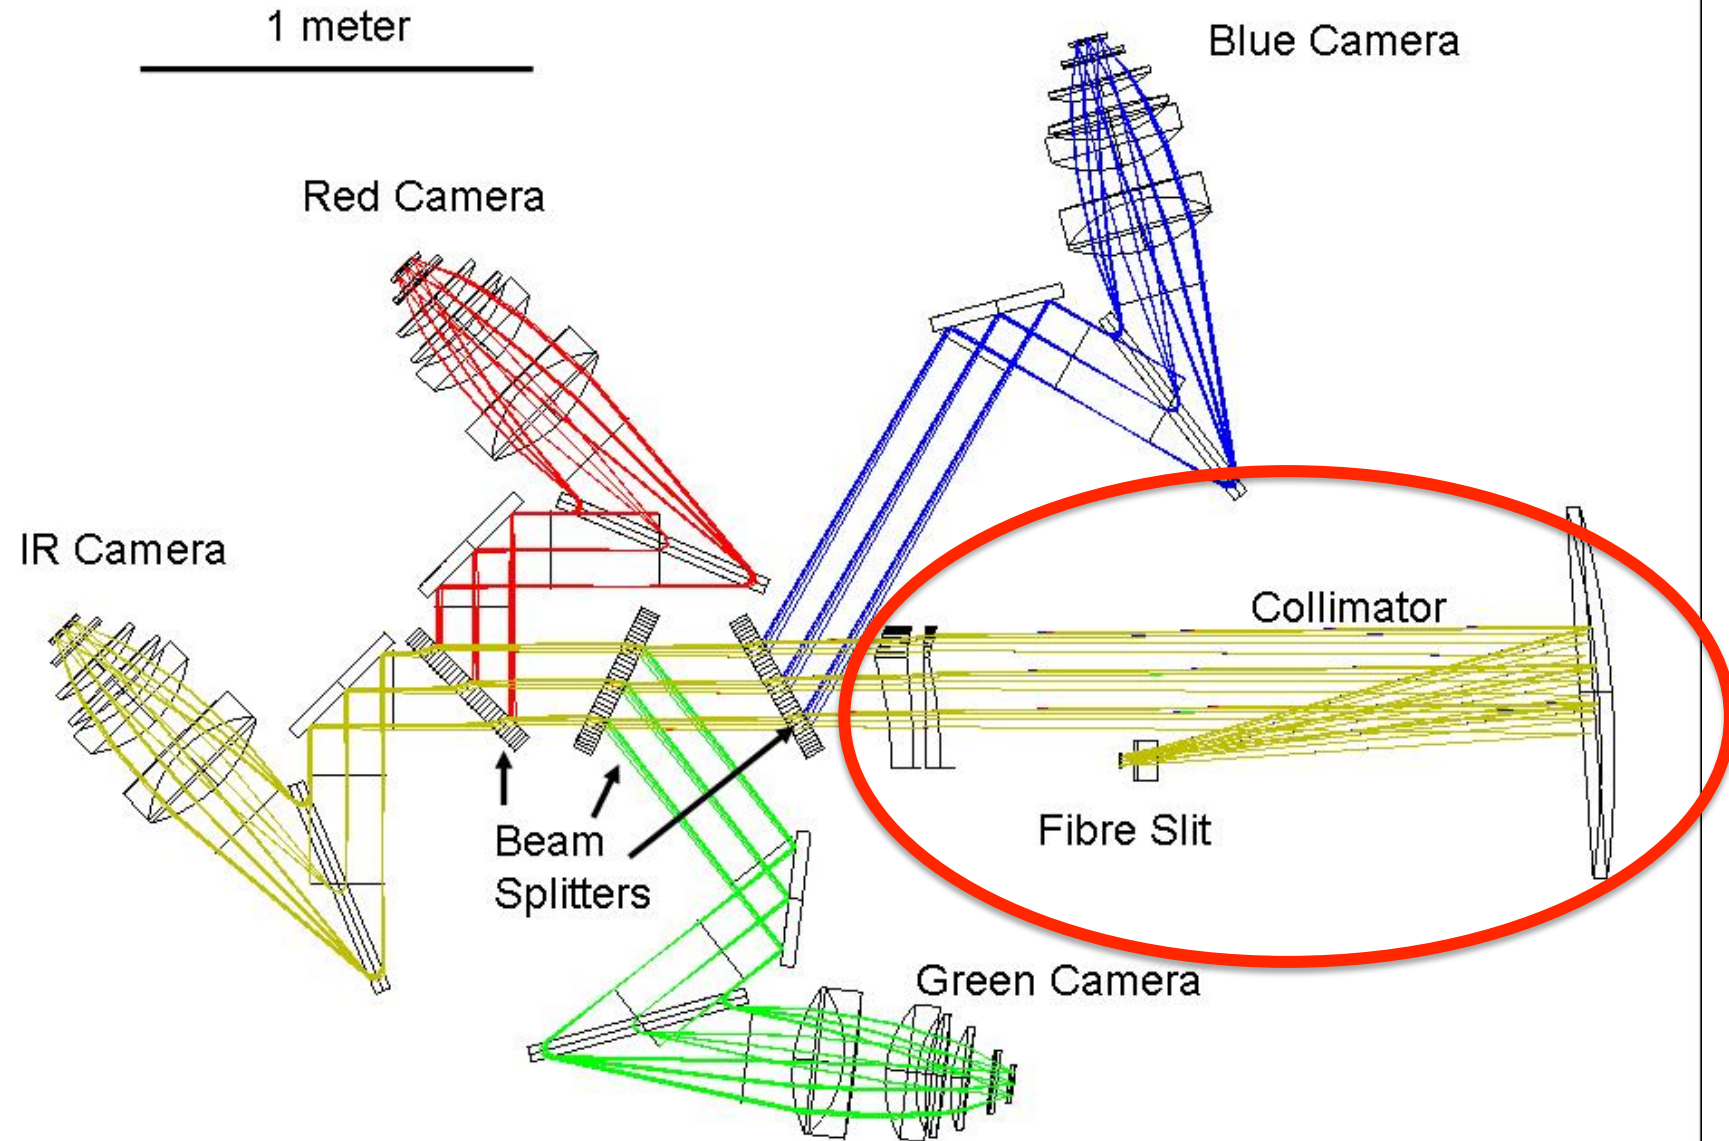 1 meter
Blue Camera
Red Camera
IR Camera
Collimator
Fibre Slit
Beam
Splitters
Green Camera